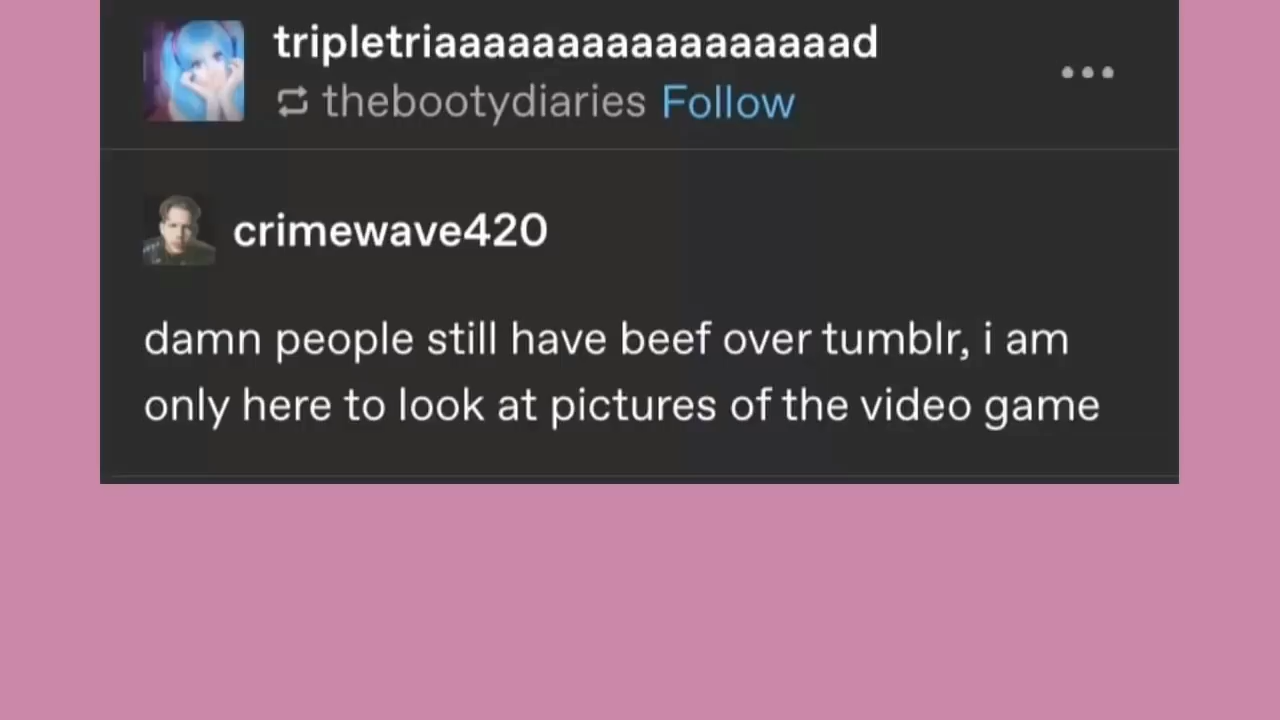 tripletriaaaaaaaaaaaaaaaaaad
thebootydiaries Follow
crimewave420
damn people still have beef over tumblr, i am
only here to look at pictures of the video game